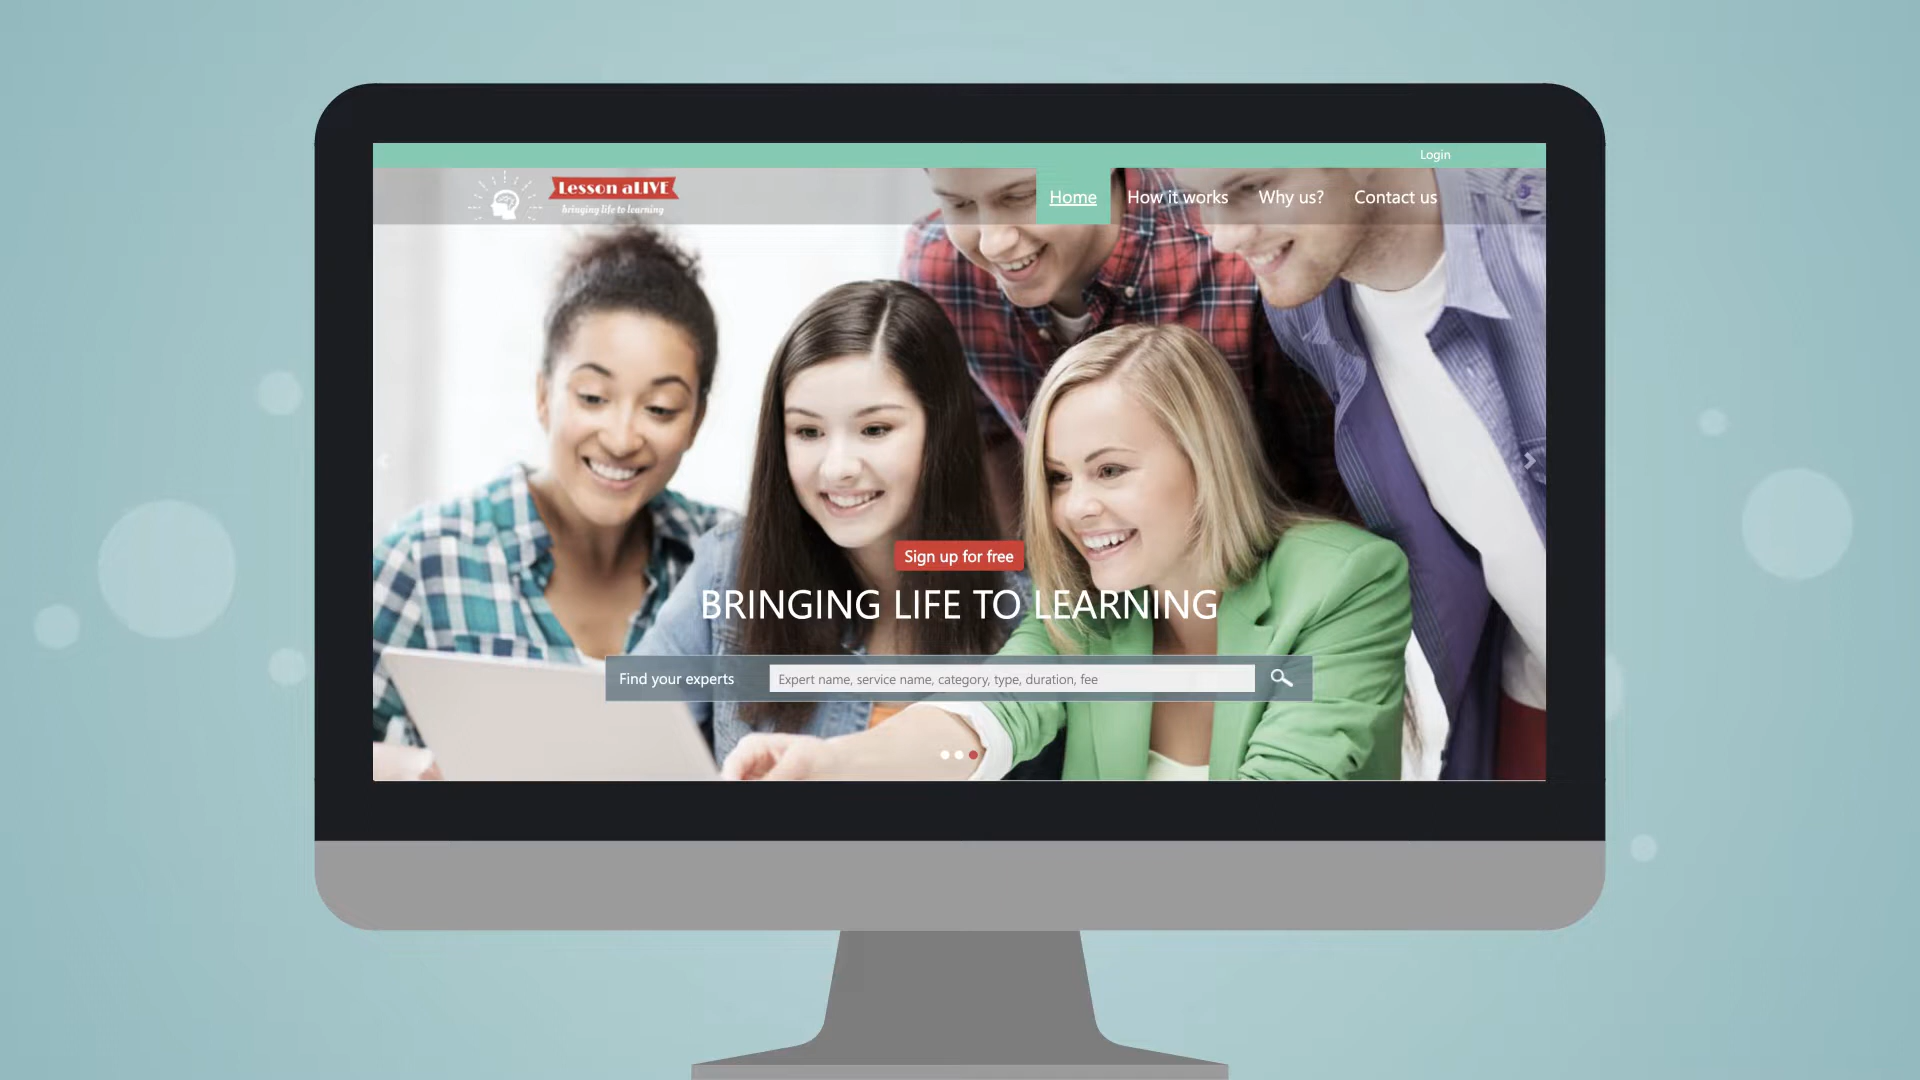 Login
Lesson aLIVE
bringing life to learning
Home How it works Why us? Contact us
Sign up for free
BRINGING LIFE TO LEARNING
Find your experts Expert name, service name, category, type, duration, fee